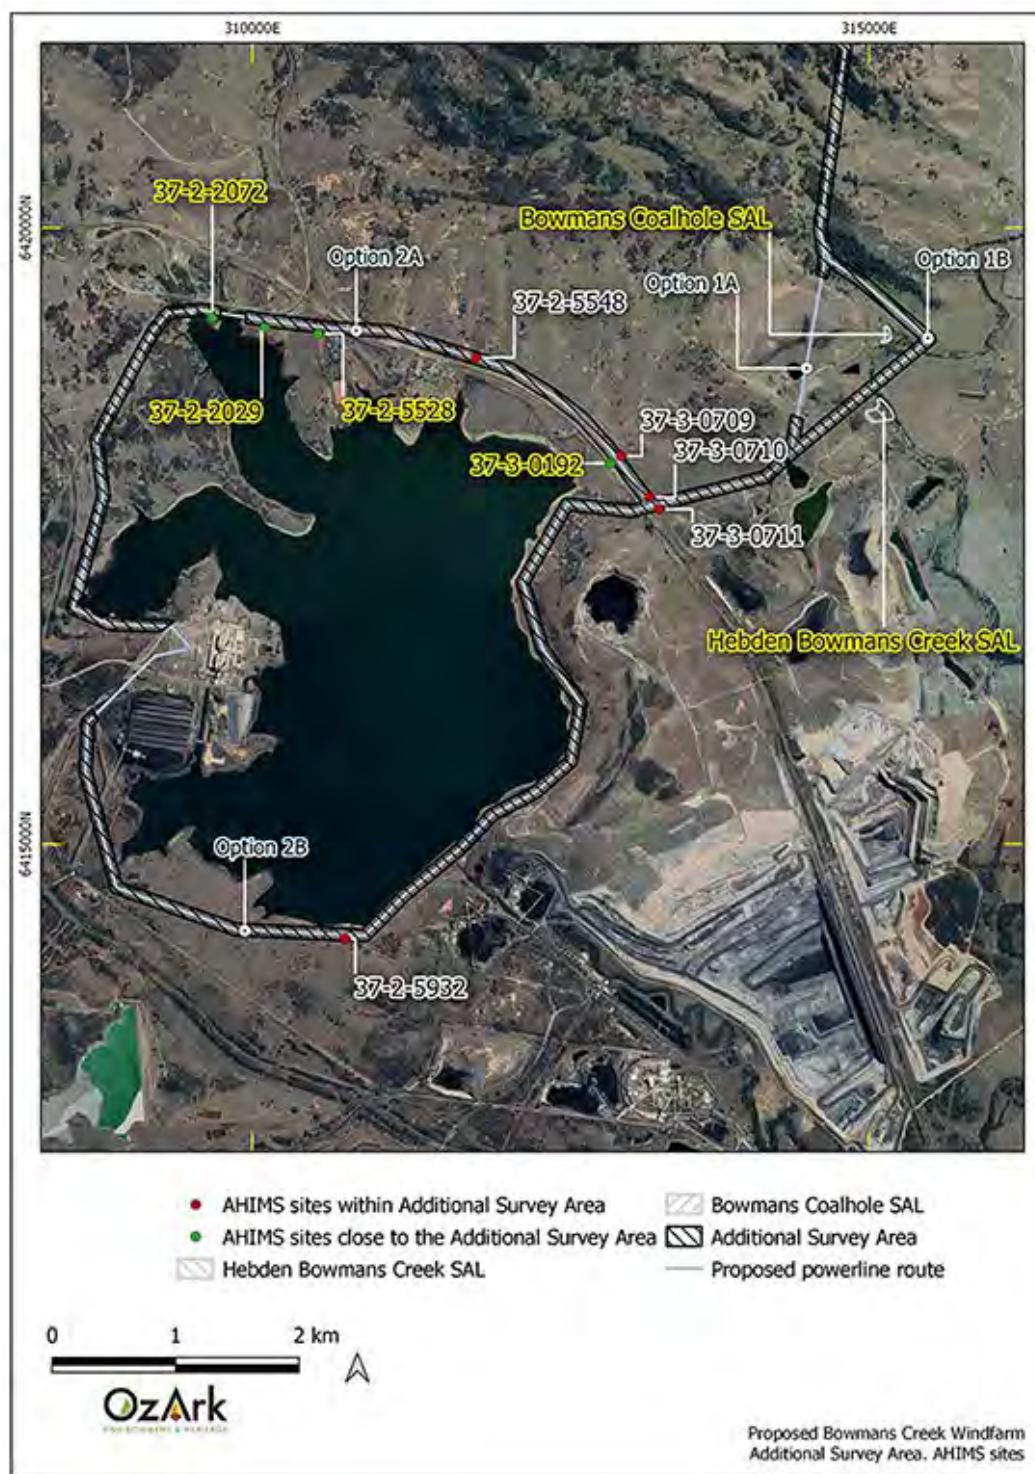 310000E
315000E
6420000N
6415000N
37-2-2072
Bowmans Coalhole SAL
Option 2A
Option 1A
Option 1B
37-2-5548
37-2-2029
37-2-5528
37-3-0709
37-3-0710
37-3-0192
37-3-0711
Hebden Bowmans Creek SAL
Option 2B
37-2-5932
AHIMS sites within Additional Survey Area
AHIMS sites close to the Additional Survey Area
Hebden Bowmans Creek SAL
Bowmans Coalhole SAL
Additional Survey Area
Proposed powerline route
0 1 2 km
OzArk
ENVIRONMENT & HERITAGE
Proposed Bowmans Creek Windfarm
Additional Survey Area. AHIMS sites